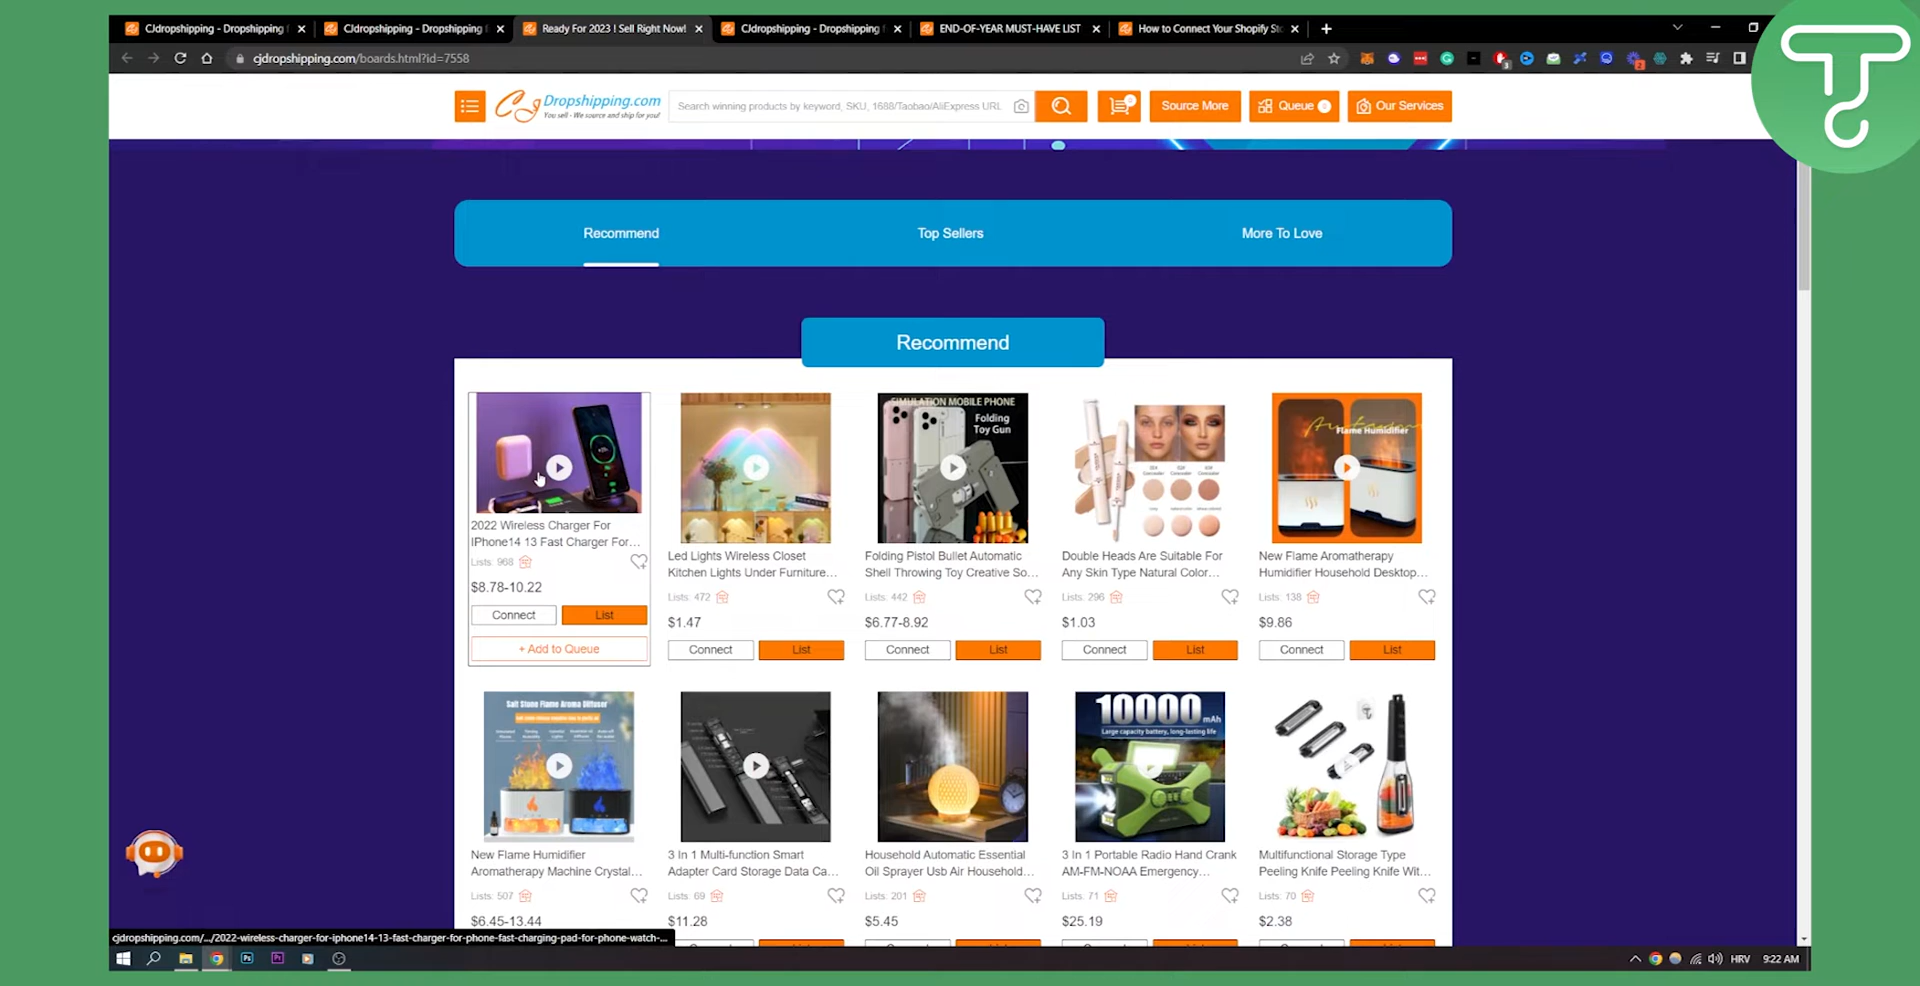 CJdropshipping - Dropshipping
CJdropshipping - Dropshipping
Ready For 2023 ! Sell Right Now!
CJdropshipping - Dropshipping
END-OF-YEAR MUST-HAVE LIST
How to Connect Your Shopify Sto
cjdropshipping.com/boards.html?id=7558
CJ Dropshipping.com
You sell - We source and ship for you!
Search winning products by keyword, SKU, 1688/Taobao/AliExpress URL
Source More
Queue
Our Services
Recommend
Top Sellers
More To Love
Recommend
SIMULATION MOBILE PHONE
Folding
Toy Gun
Flame Humidifier
2022 Wireless Charger For
IPhone14 13 Fast Charger For...
Lists: 968
$8.78-10.22
Connect
List
+ Add to Queue
Led Lights Wireless Closet
Kitchen Lights Under Furniture...
Lists: 472
$1.47
Connect
List
Folding Pistol Bullet Automatic
Shell Throwing Toy Creative So...
Lists: 442
$6.77-8.92
Connect
List
Double Heads Are Suitable For
Any Skin Type Natural Color...
Lists: 296
$1.03
Connect
List
New Flame Aromatherapy
Humidifier Household Desktop...
Lists: 138
$9.86
Connect
List
Salt Stone Flame Aroma Diffuser
10000 mAh
Large capacity battery, long-lasting life
New Flame Humidifier
Aromatherapy Machine Crystal...
Lists: 507
$6.45-13.44
3 In 1 Multi-function Smart
Adapter Card Storage Data Ca...
Lists: 69
$11.28
Household Automatic Essential
Oil Sprayer Usb Air Household...
Lists: 201
$5.45
3 In 1 Portable Radio Hand Crank
AM-FM-NOAA Emergency...
Lists: 71
$25.19
Multifunctional Storage Type
Peeling Knife Peeling Knife Wit...
Lists: 70
$2.38
cjdropshipping.com/.../2022-wireless-charger-for-iphone14-13-fast-charger-for-phone-fast-charging-pad-for-phone-watch-...
Ps
Pr
HRV
9:22 AM